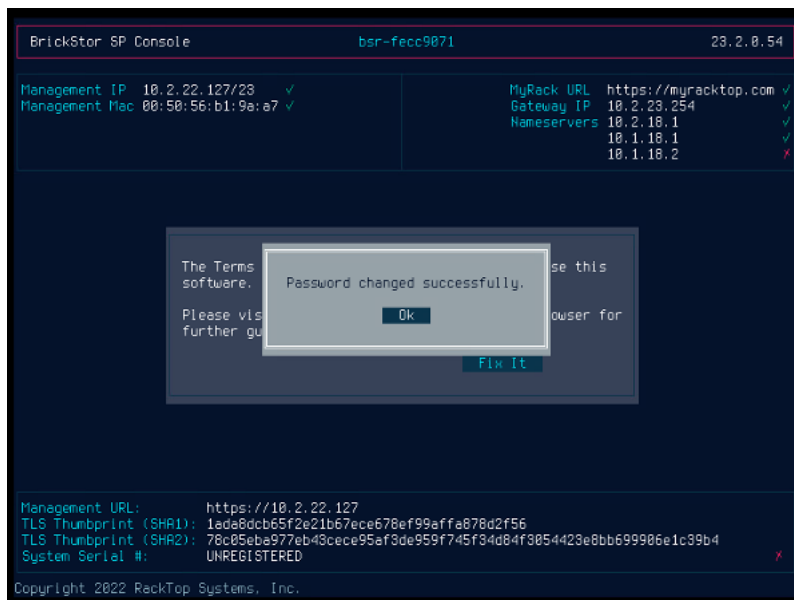 BrickStor SP Console bsr-fecc9071 23.2.0.54
Management IP 10.2.22.127/23 ✓ MyRack URL https://myracktop.com ✓
Management Mac 00:50:56:b1:9a:a7 ✓ Gateway IP 10.2.23.254 ✓
Nameservers 10.2.18.1 ✓
10.1.18.1 ✓
10.1.18.2 ✗
The Terms se this
software.
Password changed successfully.
Please vis owser for
Ok
further gu
Fix It
Management URL: https://10.2.22.127
TLS Thumbprint (SHA1): 1ada8dcb65f2e21b67ece678ef99affa878d2f56
TLS Thumbprint (SHA2): 78c05eba977eb43cece95af3de959f745f34d84f3054423e8bb699906e1c39b4
System Serial #: UNREGISTERED ✗
Copyright 2022 RackTop Systems, Inc.